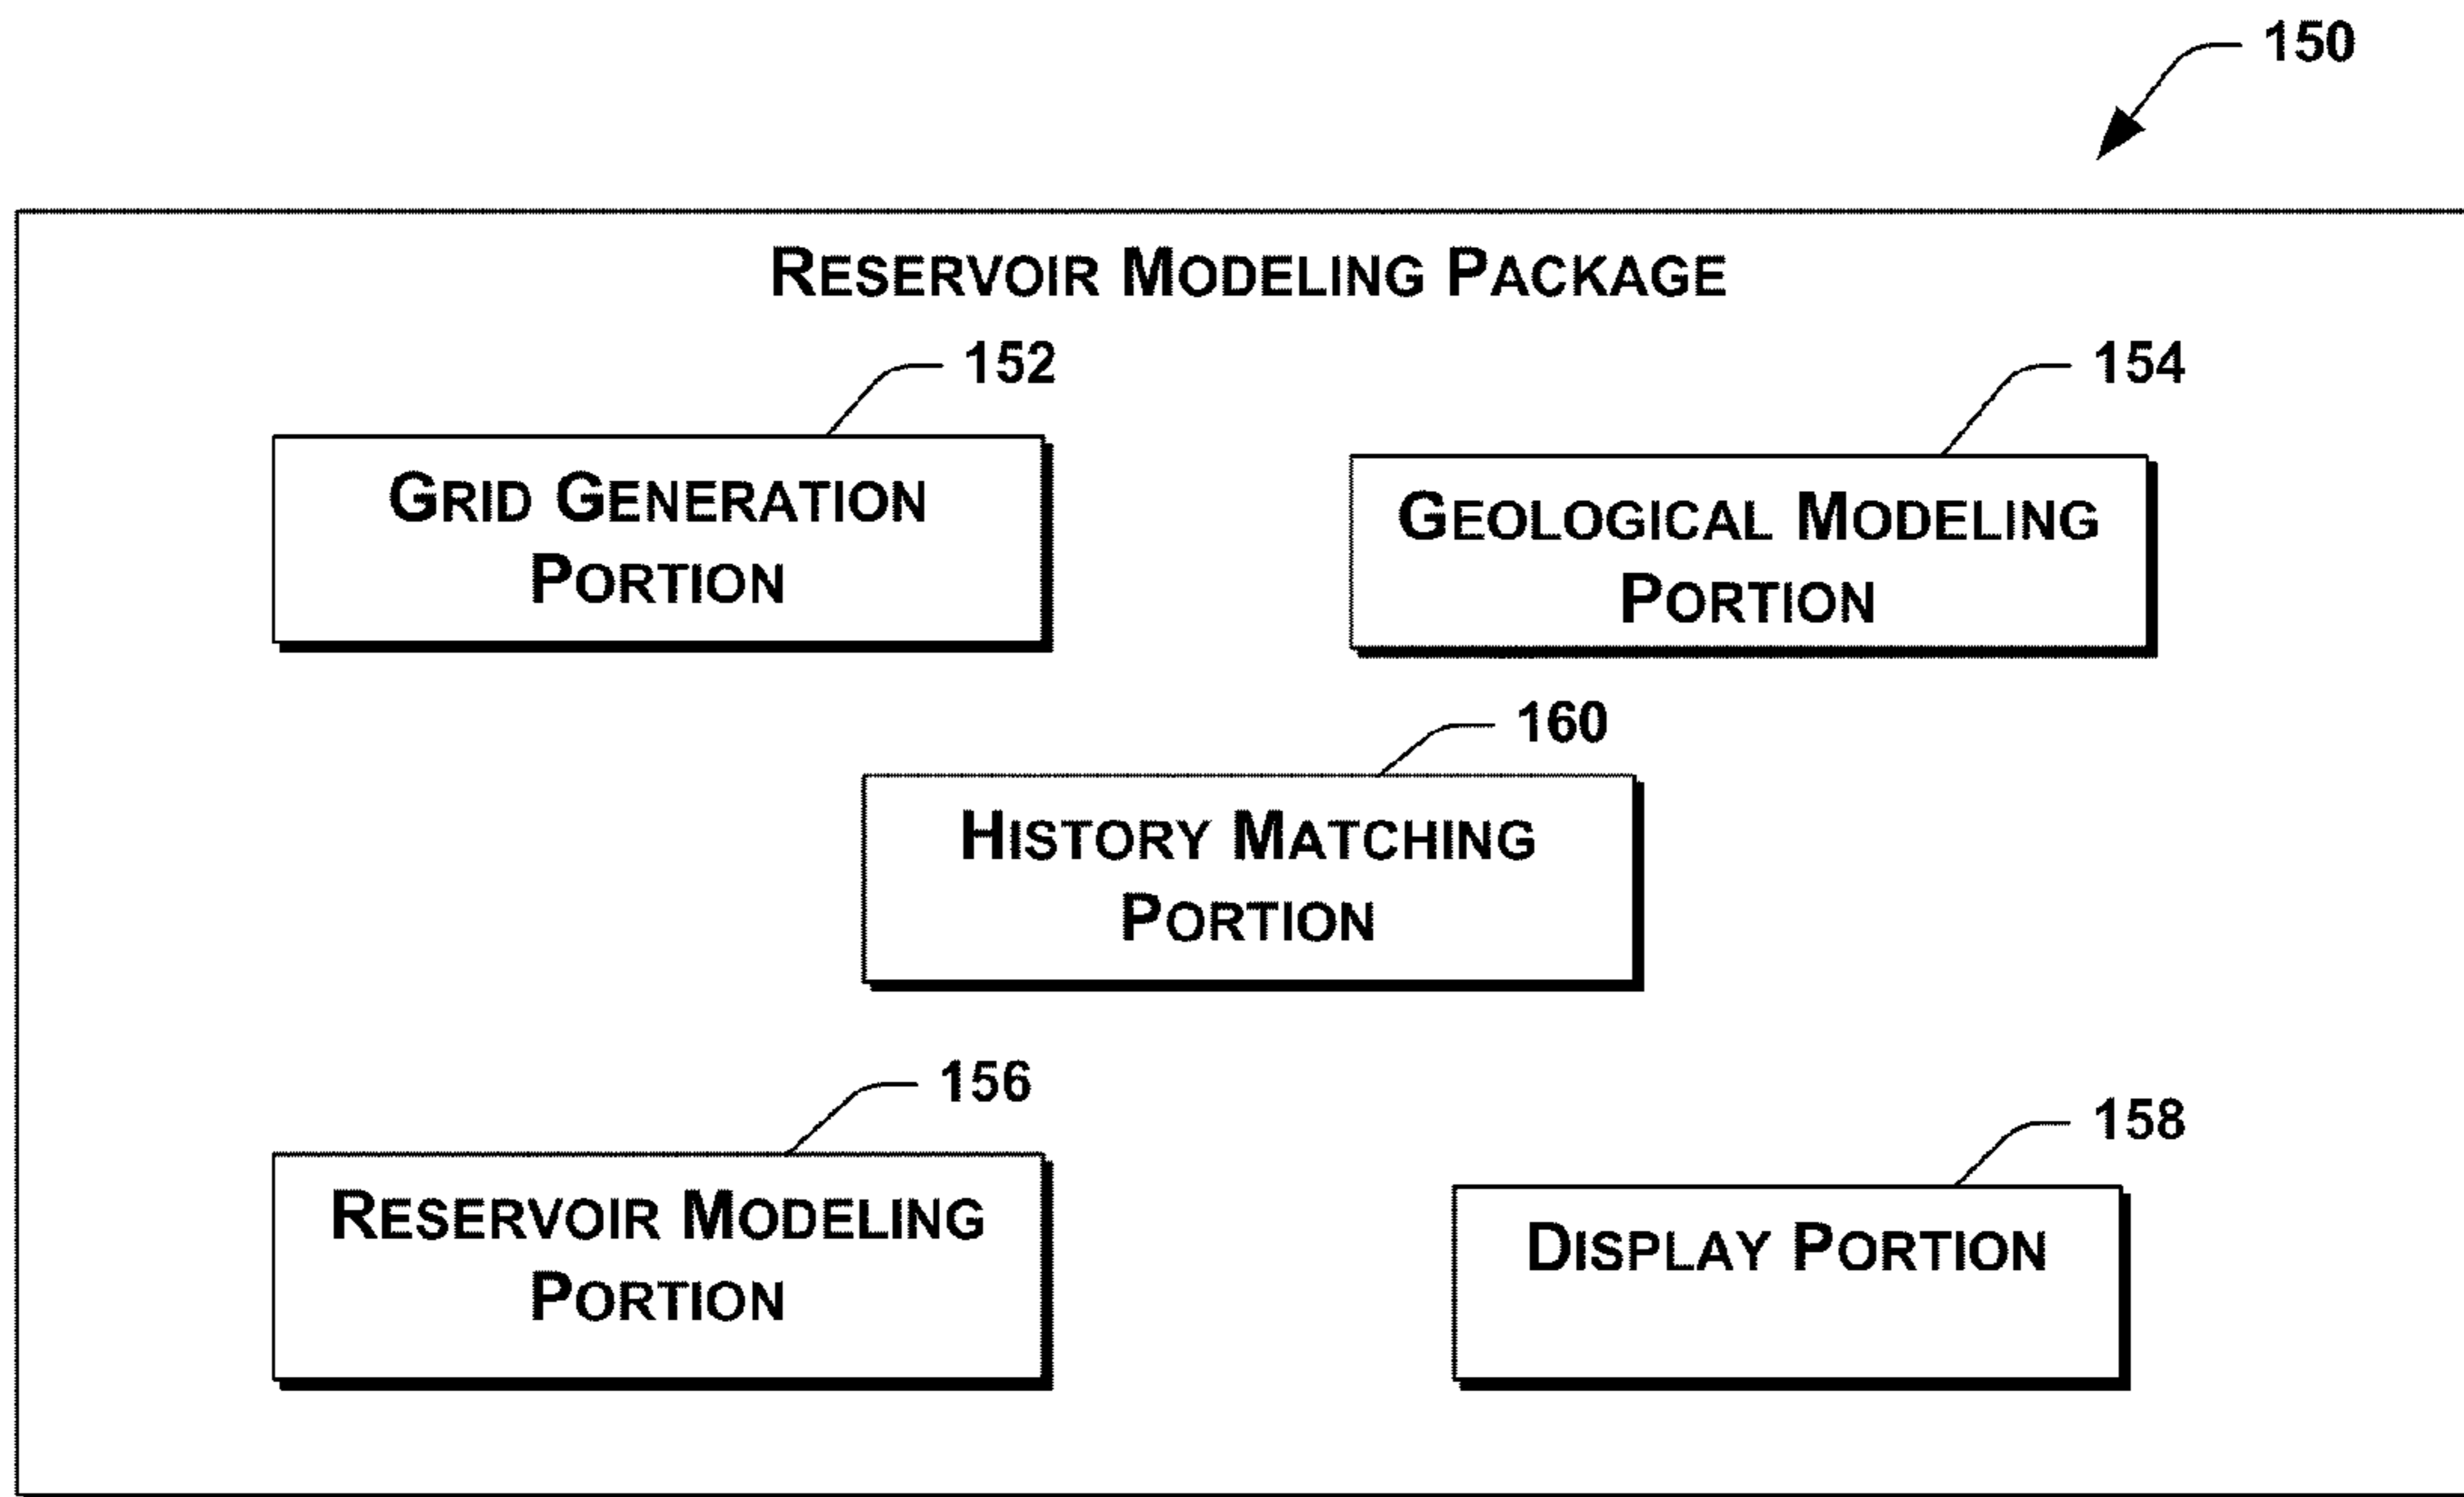 150
RESERVOIR MODELING PACKAGE
152
154
GRID GENERATION
PORTION
GEOLOGICAL MODELING
PORTION
160
HISTORY MATCHING
PORTION
156
158
RESERVOIR MODELING
PORTION
DISPLAY PORTION